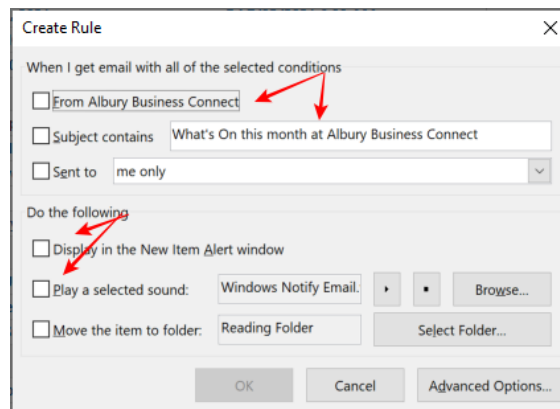 Create Rule
When I get email with all of the selected conditions
From Albury Business Connect
Subject contains What's On this month at Albury Business Connect
Sent to me only
Do the following
Display in the New Item Alert window
Play a selected sound: Windows Notify Email. Browse...
Move the item to folder: Reading Folder Select Folder...
OK Cancel Advanced Options...